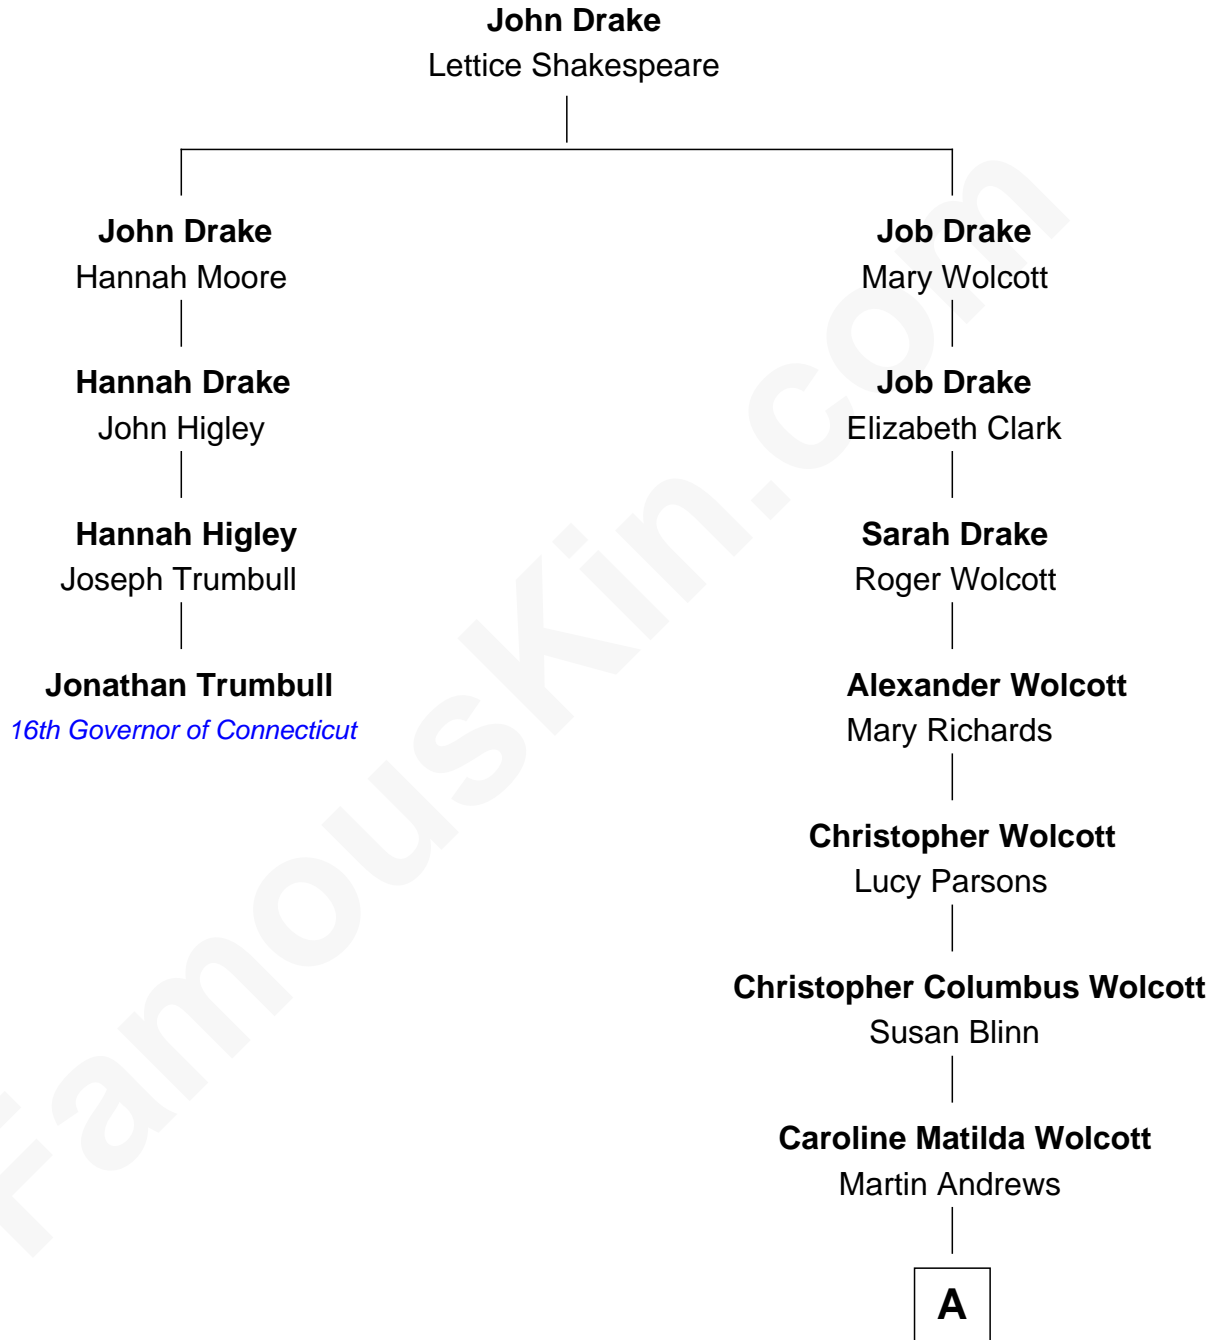 John Drake
Lettice Shakespeare
John Drake
Hannah Moore
Hannah Drake
John Higley
Hannah Higley
Joseph Trumbull
Jonathan Trumbull
16th Governor of Connecticut
Job Drake
Mary Wolcott
Job Drake
Elizabeth Clark
Sarah Drake
Roger Wolcott
Alexander Wolcott
Mary Richards
Christopher Wolcott
Lucy Parsons
Christopher Columbus Wolcott
Susan Blinn
Caroline Matilda Wolcott
Martin Andrews
A
FamousKin.com